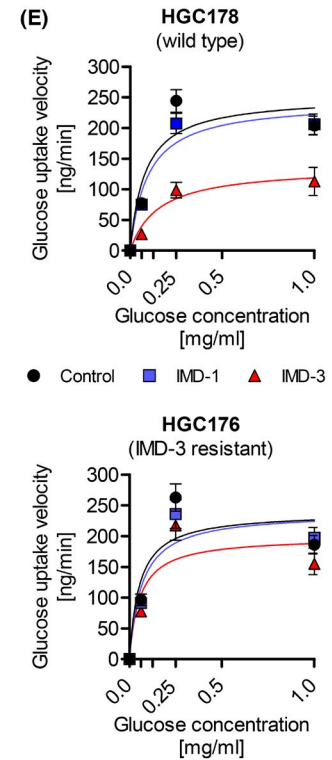 (E)
HGC178
(wild type)
300
250
200
150
100
50
0
Glucose uptake velocity
[ng/min]
0.0
0.25
0.5
1.0
Glucose concentration
[mg/ml]
Control
IMD-1
IMD-3
HGC176
(IMD-3 resistant)
300
250
200
150
100
50
0
Glucose uptake velocity
[ng/min]
0.0
0.25
0.5
1.0
Glucose concentration
[mg/ml]